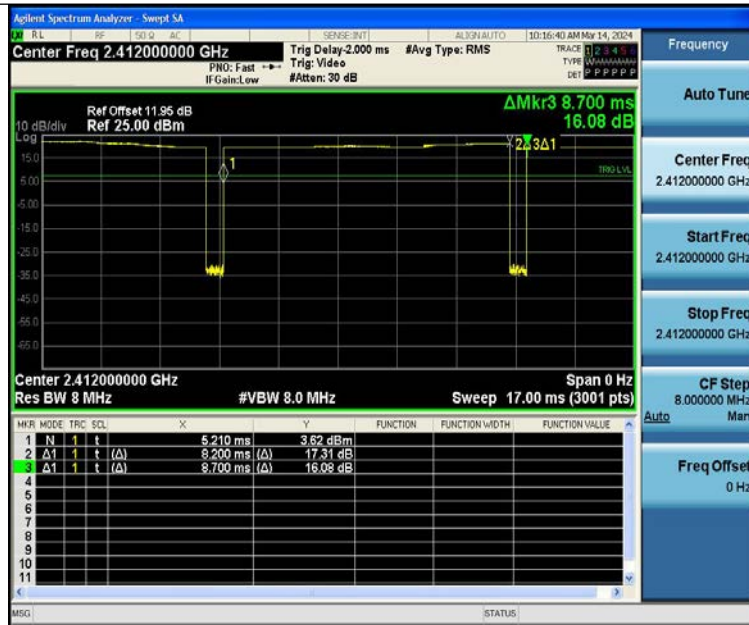 Agilent Spectrum Analyzer - Swept SA
RL RF 50 Ω AC SENSE:INT ALIGN AUTO 10:16:40 AM Mar 14, 2024
Center Freq 2.412000000 GHz
Trig Delay-2.000 ms #Avg Type: RMS
TRACE 1 2 3 4 5 6
PNO: Fast Trig: Video
TYPE
IFGain:Low #Atten: 30 dB
DET P P P P P P
Frequency
Auto Tune
Center Freq
2.412000000 GHz
Start Freq
2.412000000 GHz
Stop Freq
2.412000000 GHz
CF Step
8.000000 MHz
Auto Man
Freq Offset
0 Hz
ΔMkr3 8.700 ms
16.08 dB
Ref Offset 11.95 dB
10 dB/div Ref 25.00 dBm
Log
2Δ3Δ1
1
TRIG LVL
15.0
5.00
-5.00
-15.0
-25.0
-35.0
-45.0
-55.0
-65.0
Center 2.412000000 GHz Span 0 Hz
Res BW 8 MHz #VBW 8.0 MHz Sweep 17.00 ms (3001 pts)
MKR MODE TRC SCL X Y FUNCTION FUNCTION WIDTH FUNCTION VALUE
1 N 1 t 5.210 ms 3.62 dBm
2 Δ1 1 t (Δ) 8.200 ms (Δ) 17.31 dB
3 Δ1 1 t (Δ) 8.700 ms (Δ) 16.08 dB
4
5
6
7
8
9
10
11
MSG STATUS